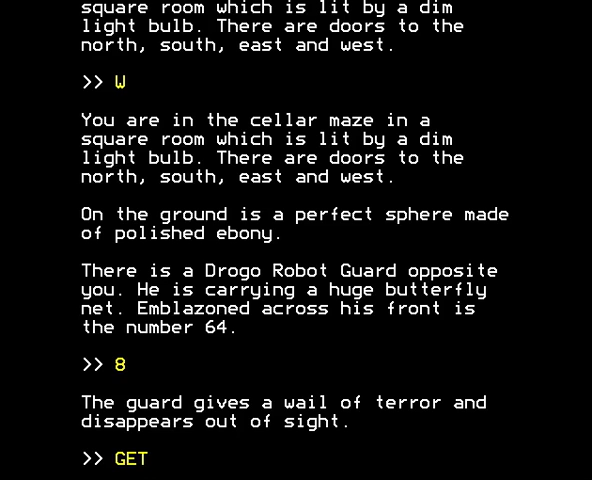 square room which is lit by a dim
light bulb. There are doors to the
north, south, east and west.
>> W
You are in the cellar maze in a
square room which is lit by a dim
light bulb. There are doors to the
north, south, east and west.
On the ground is a perfect sphere made
of polished ebony.
There is a Drogo Robot Guard opposite
you. He is carrying a huge butterfly
net. Emblazoned across his front is
the number 64.
>> 8
The guard gives a wail of terror and
disappears out of sight.
>> GET